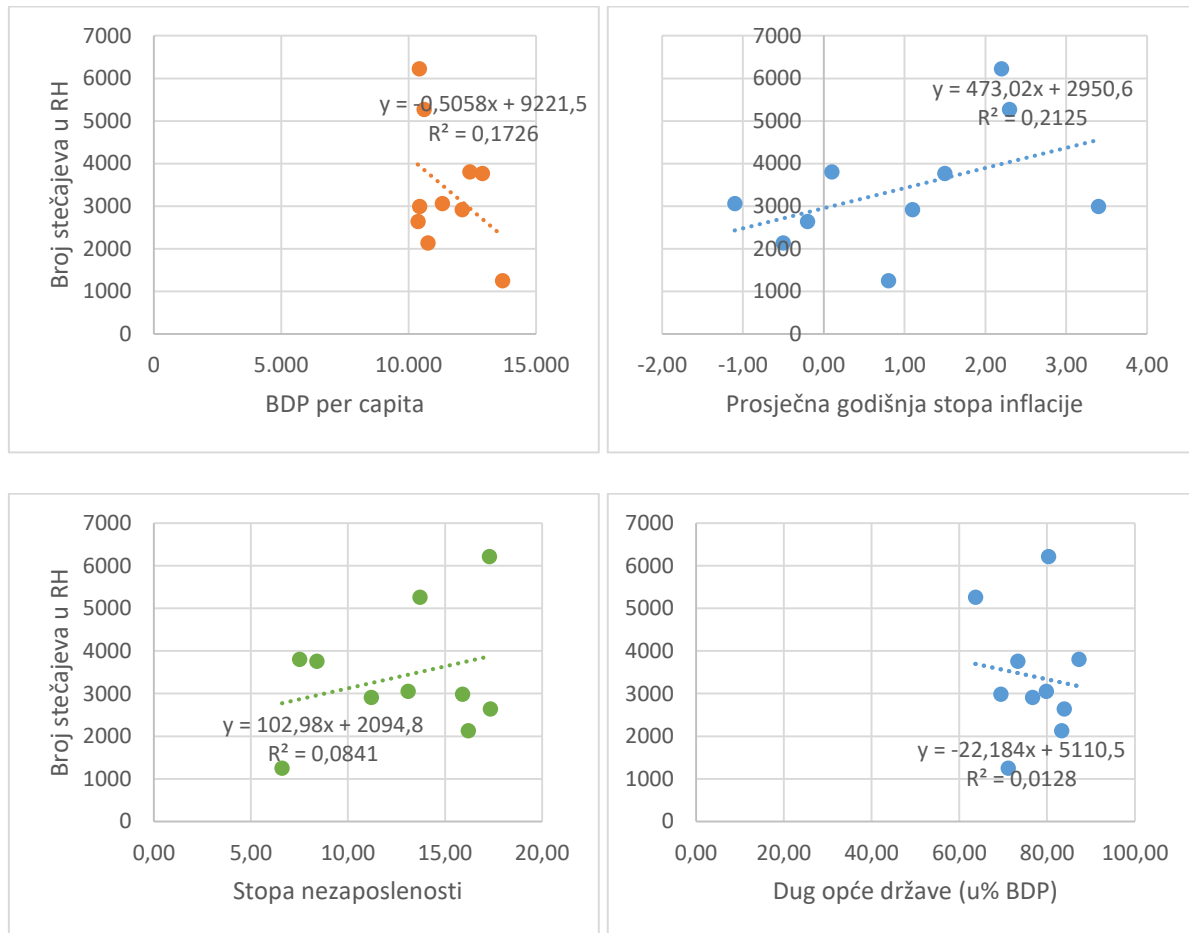 7000
6000
5000
4000
3000
2000
1000
0
Broj stečajeva u RH
y = -0,5058x + 9221,5
R² = 0,1726
0 5.000 10.000 15.000
BDP per capita
7000
6000
5000
4000
3000
2000
1000
0
y = 473,02x + 2950,6
R² = 0,2125
-2,00 -1,00 0,00 1,00 2,00 3,00 4,00
Prosječna godišnja stopa inflacije
7000
6000
5000
4000
3000
2000
1000
0
Broj stečajeva u RH
y = 102,98x + 2094,8
R² = 0,0841
0,00 5,00 10,00 15,00 20,00
Stopa nezaposlenosti
7000
6000
5000
4000
3000
2000
1000
0
y = -22,184x + 5110,5
R² = 0,0128
0,00 20,00 40,00 60,00 80,00 100,00
Dug opće države (u% BDP)